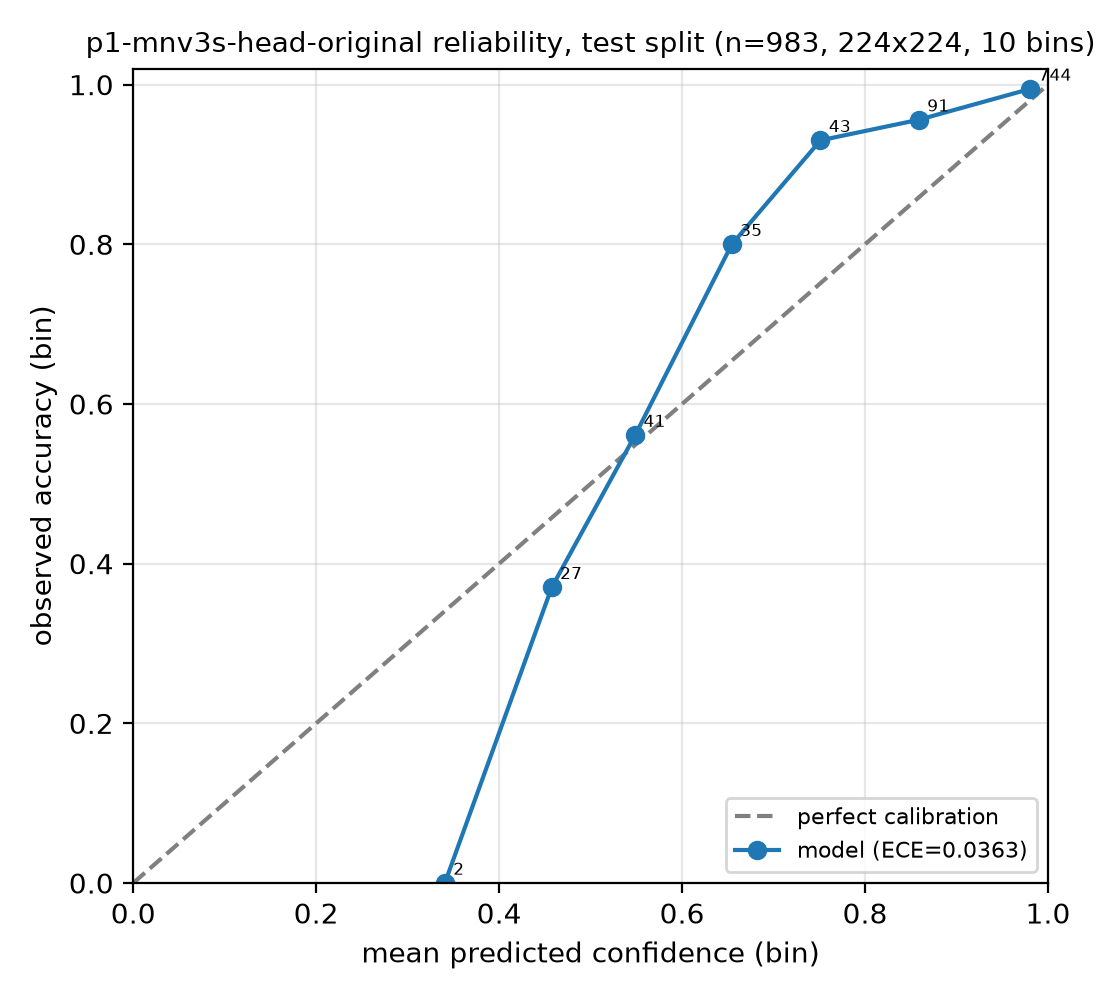 p1-mnv3s-head-original reliability, test split (n=983, 224x224, 10 bins)
1.0
0.8
0.6
0.4
0.2
0.0
observed accuracy (bin)
744
91
43
35
41
27
2
perfect calibration
model (ECE=0.0363)
0.0 0.2 0.4 0.6 0.8 1.0
mean predicted confidence (bin)